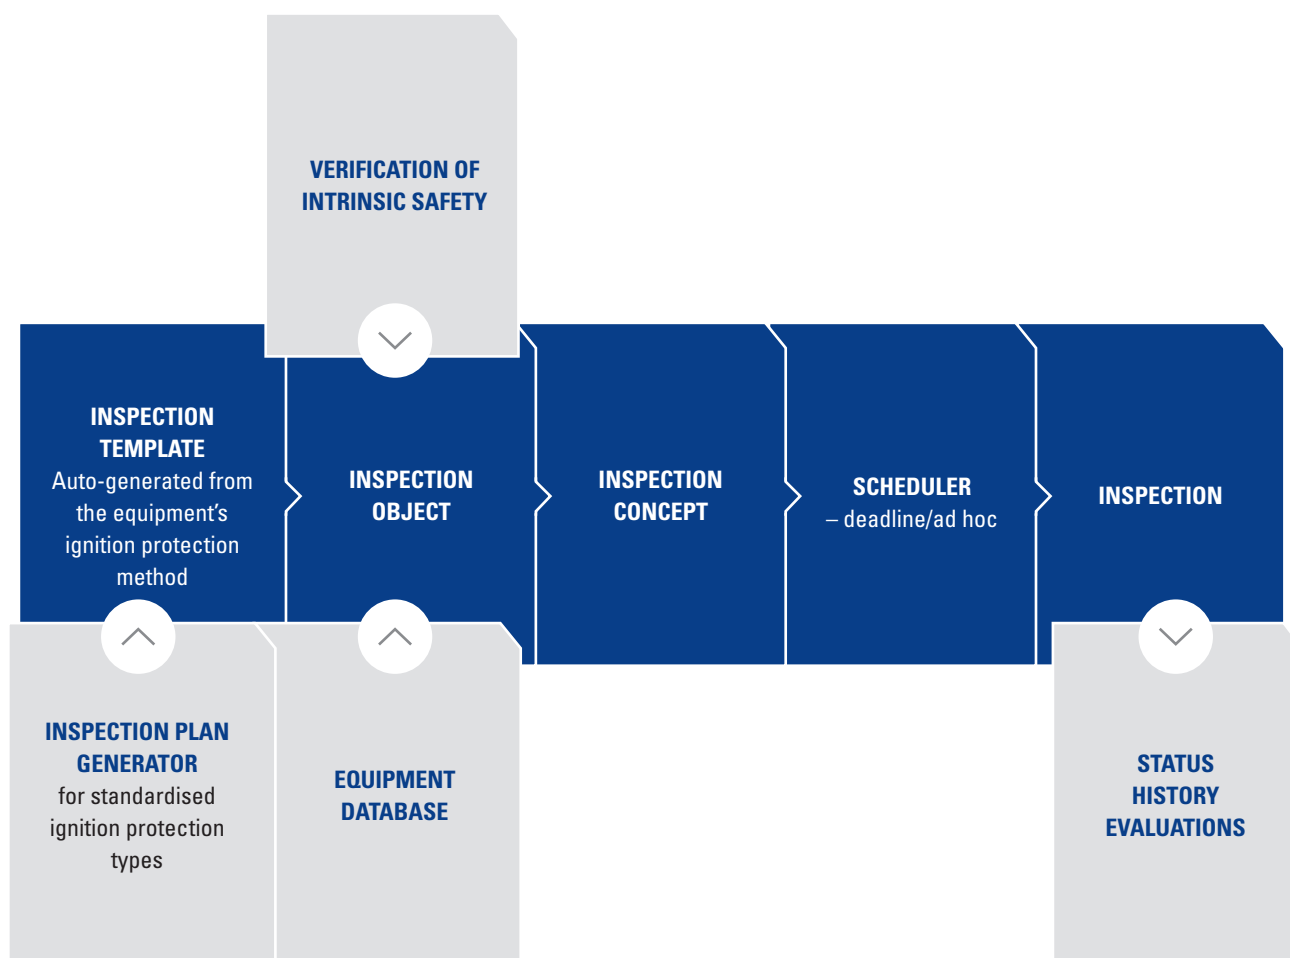 VERIFICATION OF
INTRINSIC SAFETY
INSPECTION
TEMPLATE
Auto-generated from
the equipment's
ignition protection
method
INSPECTION
OBJECT
INSPECTION
CONCEPT
SCHEDULER
– deadline/ad hoc
INSPECTION
INSPECTION PLAN
GENERATOR
for standardised
ignition protection
types
EQUIPMENT
DATABASE
STATUS
HISTORY
EVALUATIONS